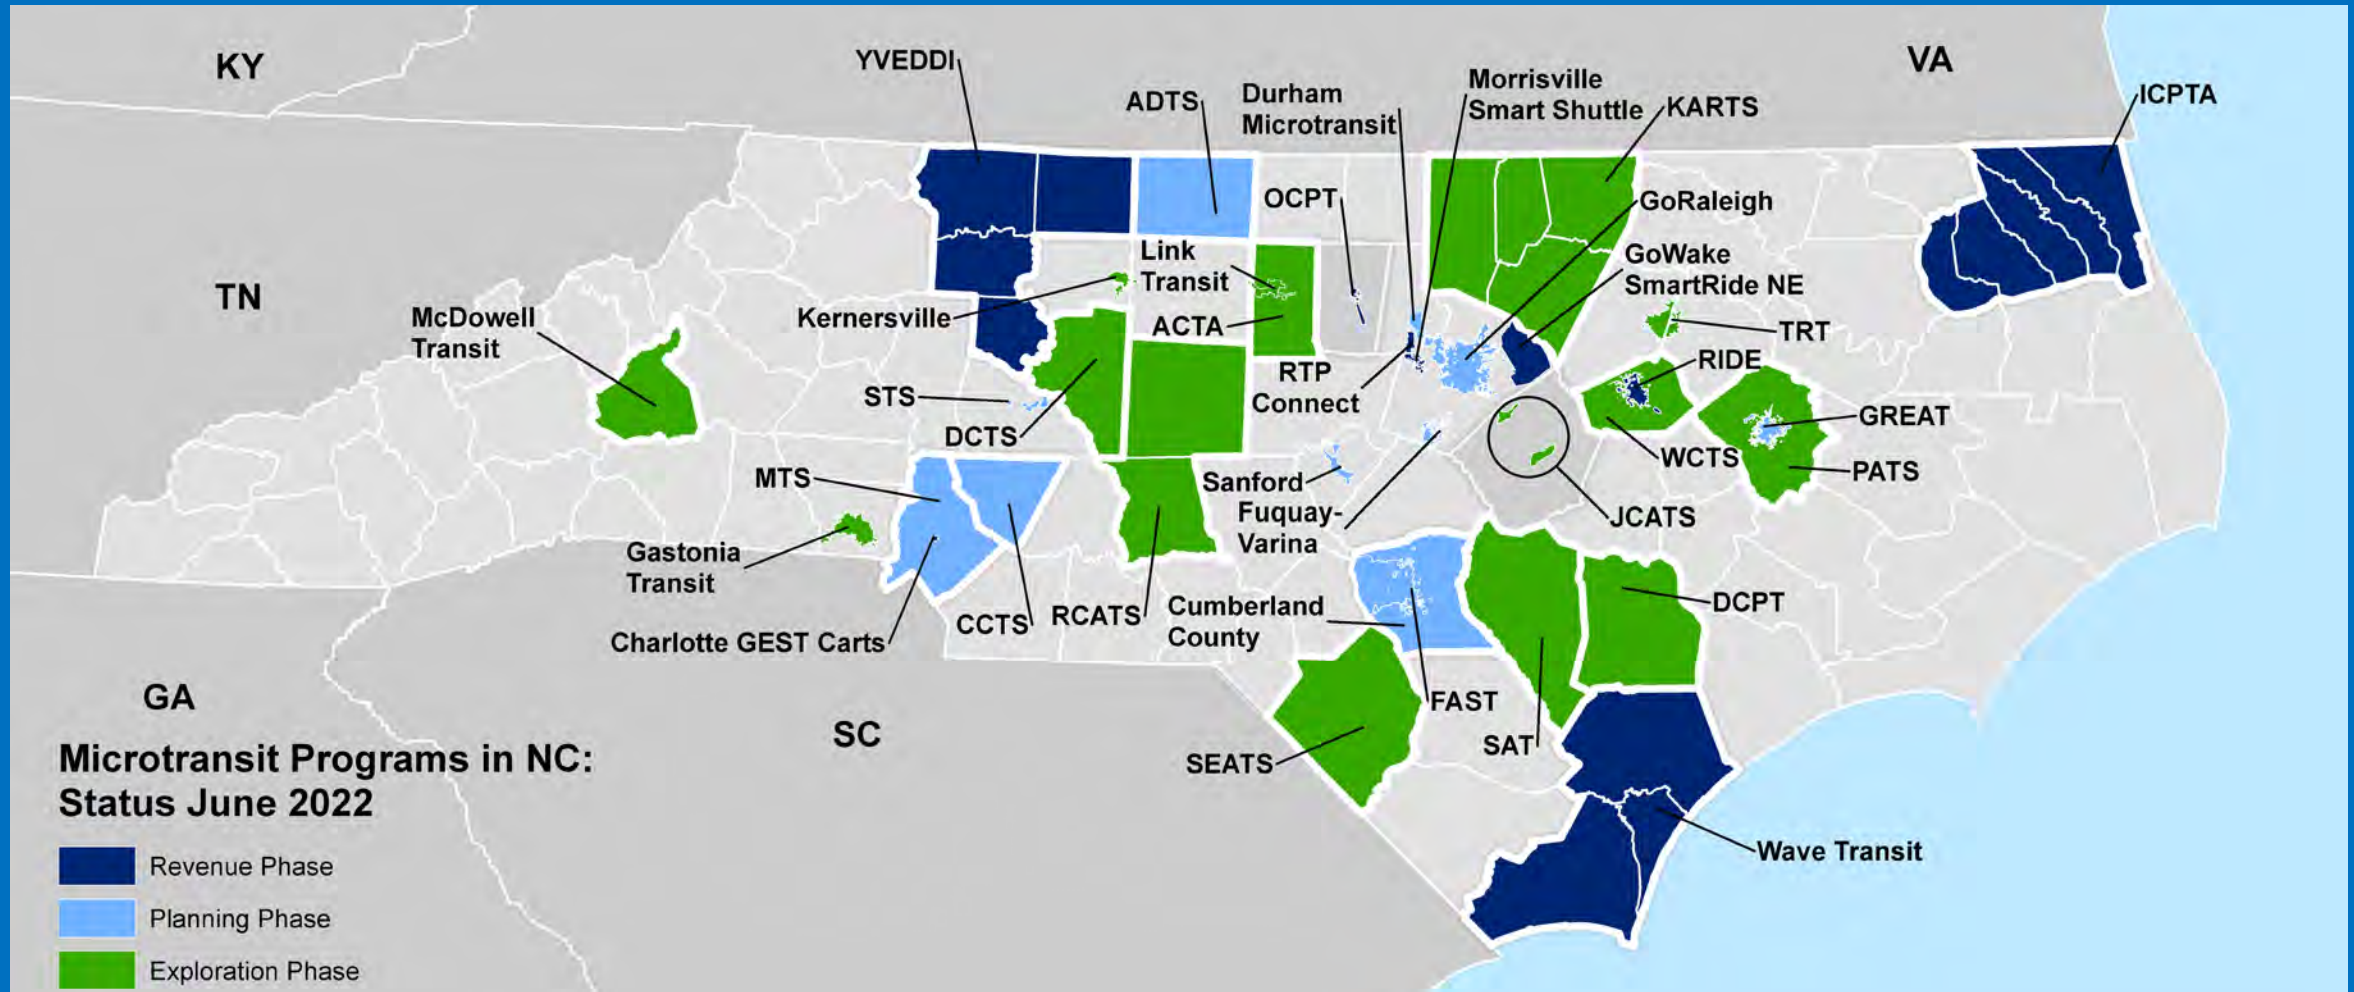 KY
VA
TN
GA
SC
YVEDDI
ADTS
Durham
Microtransit
Morrisville
Smart Shuttle
KARTS
ICPTA
OCPT
GoRaleigh
Link
Transit
GoWake
SmartRide NE
McDowell
Transit
Kernersville
ACTA
TRT
RTP
Connect
RIDE
STS
DCTS
GREAT
MTS
Sanford
WCTS
PATS
Fuquay-
Varina
JCATS
Gastonia
Transit
Charlotte GEST Carts
CCTS
RCATS
Cumberland
County
DCPT
FAST
SEATS
SAT
Wave Transit
Microtransit Programs in NC:
Status June 2022
Revenue Phase
Planning Phase
Exploration Phase